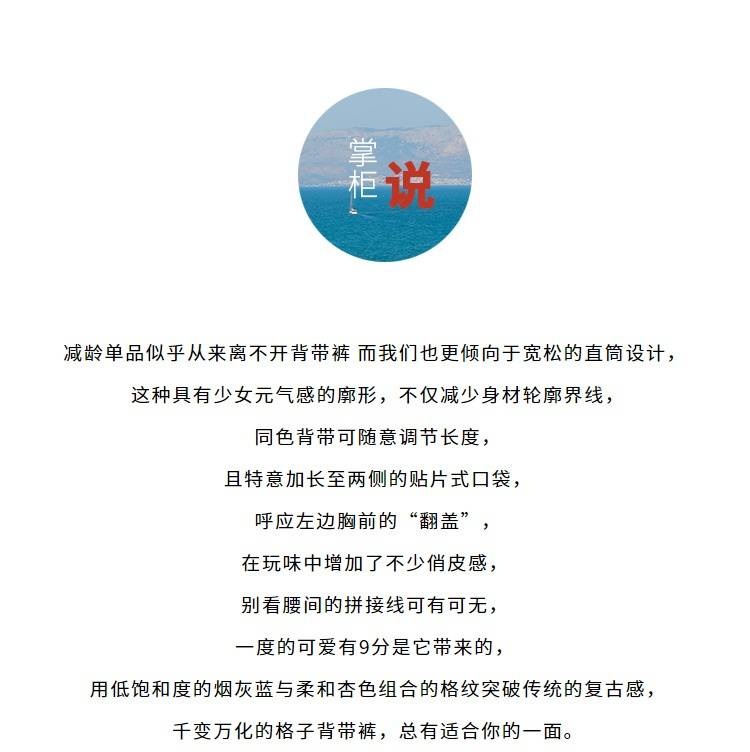 掌柜说
减龄单品似乎从来离不开背带裤 而我们也更倾向于宽松的直筒设计，
这种具有少女元气感的廓形，不仅减少身材轮廓界线，
同色背带可随意调节长度，
且特意加长至两侧的贴片式口袋，
呼应左边胸前的“翻盖”，
在玩味中增加了不少俏皮感，
别看腰间的拼接线可有可无，
一度的可爱有9分是它带来的，
用低饱和度的烟灰蓝与柔和杏色组合的格纹突破传统的复古感，
千变万化的格子背带裤，总有适合你的一面。